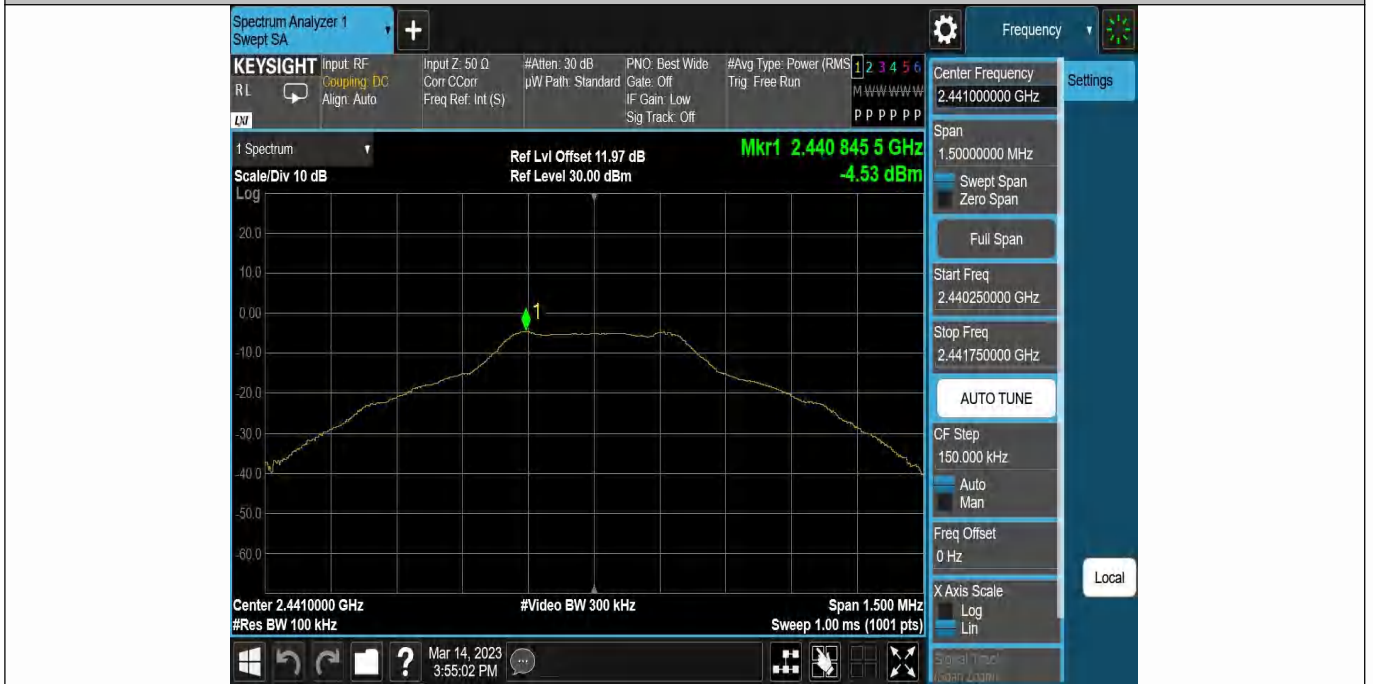 Spectrum Analyzer 1
Swept SA
+
Frequency
KEYSIGHT
R L
LXI
Input: RF
Coupling: DC
Align: Auto
Input Z: 50 Ω
Corr CCorr
Freq Ref: Int (S)
#Atten: 30 dB
µW Path: Standard
PNO: Best Wide
Gate: Off
IF Gain: Low
Sig Track: Off
#Avg Type: Power (RMS
Trig: Free Run
1 2 3 4 5 6
M W W W W W
P P P P P P
Center Frequency
2.441000000 GHz
Settings
Span
1.50000000 MHz
Swept Span
Zero Span
Full Span
Start Freq
2.440250000 GHz
Stop Freq
2.441750000 GHz
AUTO TUNE
CF Step
150.000 kHz
Auto
Man
Freq Offset
0 Hz
X Axis Scale
Log
Lin
Signal Track
(Span Zoom)
Local
1 Spectrum
Scale/Div 10 dB
Log
Ref Lvl Offset 11.97 dB
Ref Level 30.00 dBm
Mkr1 2.440 845 5 GHz
-4.53 dBm
20.0
10.0
0.00
-10.0
-20.0
-30.0
-40.0
-50.0
-60.0
1
Center 2.4410000 GHz
#Res BW 100 kHz
#Video BW 300 kHz
Span 1.500 MHz
Sweep 1.00 ms (1001 pts)
?
Mar 14, 2023
3:55:02 PM